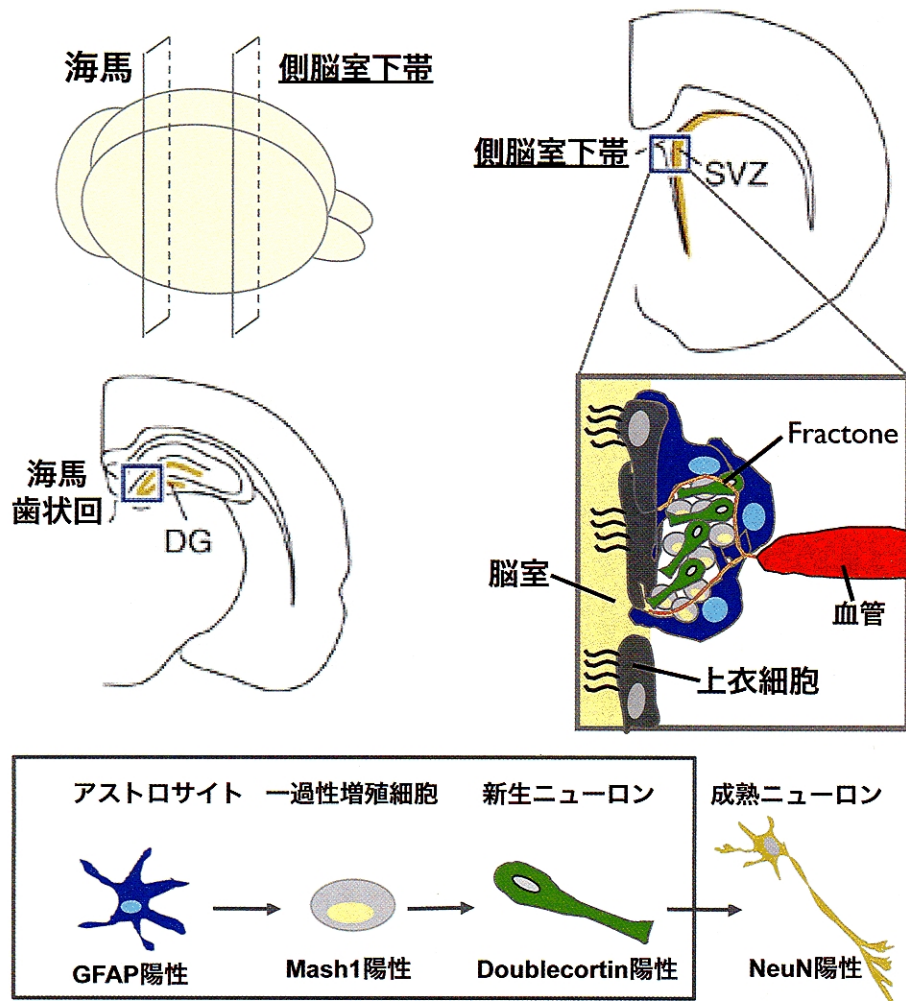 海馬
側脳室下帯
側脳室下帯
SVZ
海馬
歯状回
DG
Fractone
脳室
血管
上衣細胞
アストロサイト
一過性増殖細胞
新生ニューロン
成熟ニューロン
GFAP陽性
Mash1陽性
Doublecortin陽性
NeuN陽性